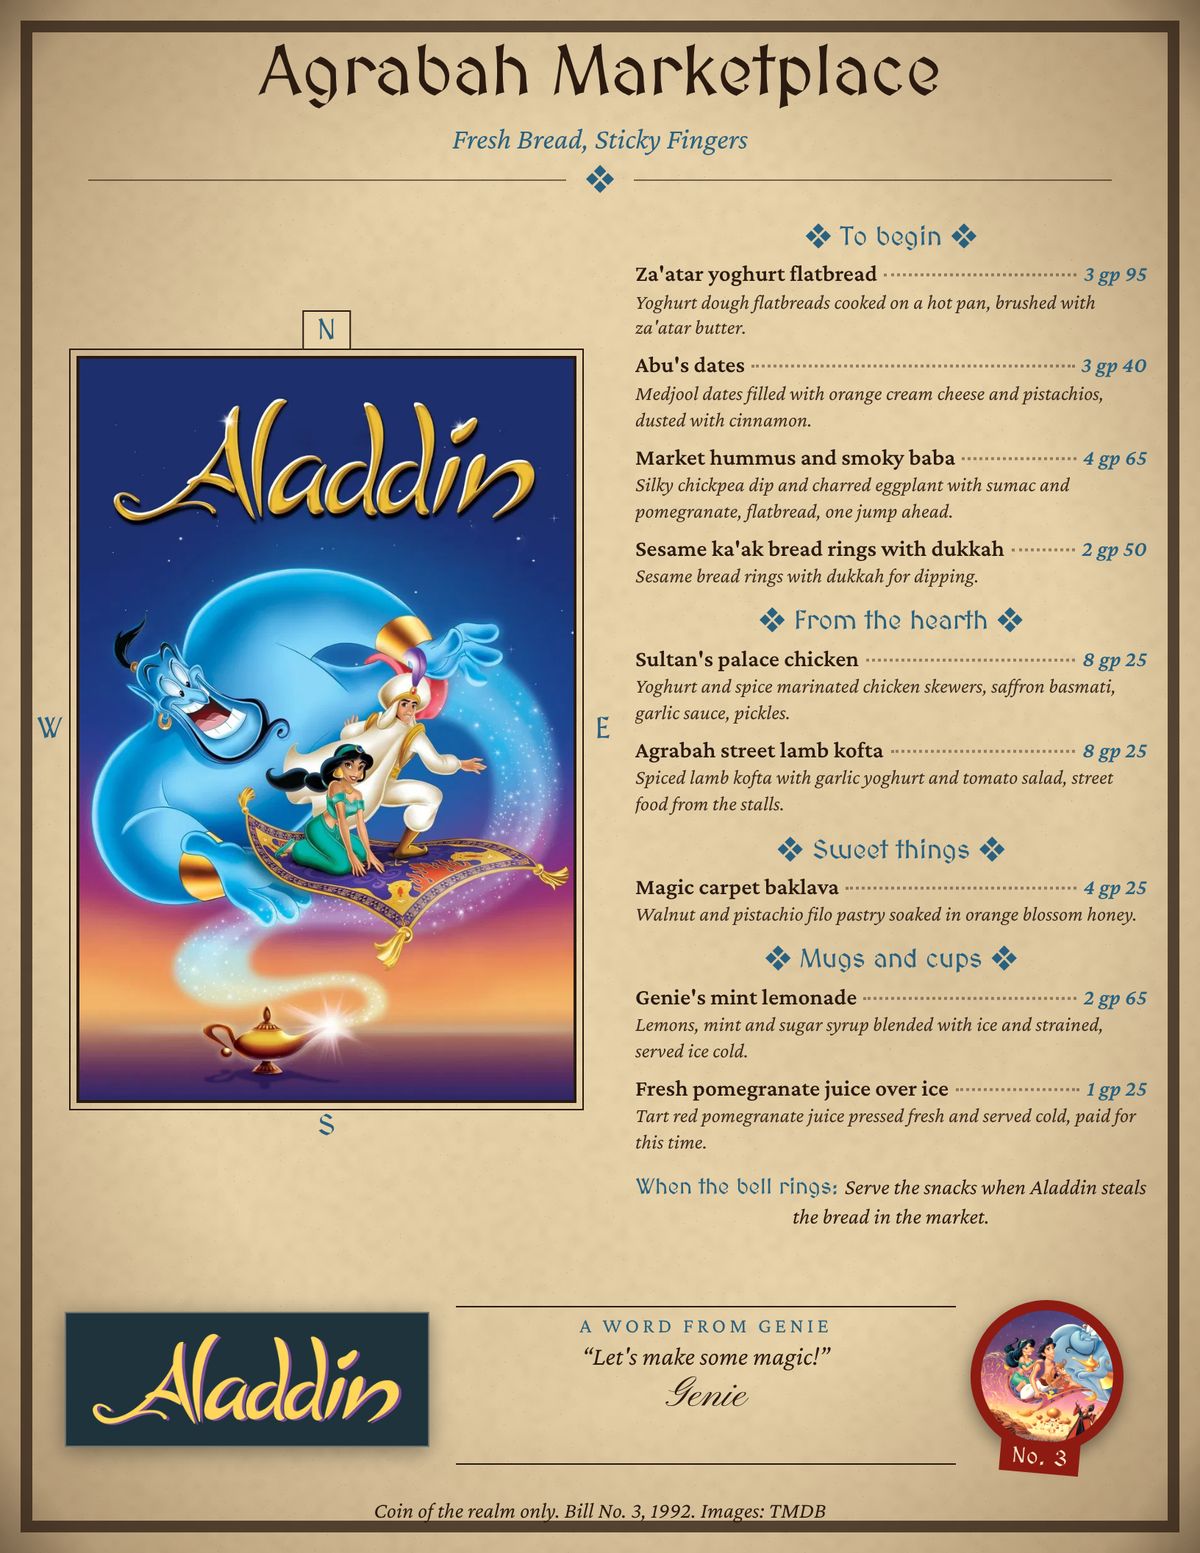 Agrabah Marketplace
Fresh Bread, Sticky Fingers
N
Aladdin
W
E
S
❖ To begin ❖
Za'atar yoghurt flatbread 3 gp 95
Yoghurt dough flatbreads cooked on a hot pan, brushed with
za'atar butter.
Abu's dates 3 gp 40
Medjool dates filled with orange cream cheese and pistachios,
dusted with cinnamon.
Market hummus and smoky baba 4 gp 65
Silky chickpea dip and charred eggplant with sumac and
pomegranate, flatbread, one jump ahead.
Sesame ka'ak bread rings with dukkah 2 gp 50
Sesame bread rings with dukkah for dipping.
❖ From the hearth ❖
Sultan's palace chicken 8 gp 25
Yoghurt and spice marinated chicken skewers, saffron basmati,
garlic sauce, pickles.
Agrabah street lamb kofta 8 gp 25
Spiced lamb kofta with garlic yoghurt and tomato salad, street
food from the stalls.
❖ Sweet things ❖
Magic carpet baklava 4 gp 25
Walnut and pistachio filo pastry soaked in orange blossom honey.
❖ Mugs and cups ❖
Genie's mint lemonade 2 gp 65
Lemons, mint and sugar syrup blended with ice and strained,
served ice cold.
Fresh pomegranate juice over ice 1 gp 25
Tart red pomegranate juice pressed fresh and served cold, paid for
this time.
When the bell rings: Serve the snacks when Aladdin steals
the bread in the market.
Aladdin
A WORD FROM GENIE
“Let's make some magic!”
Genie
No. 3
Coin of the realm only. Bill No. 3, 1992. Images: TMDB